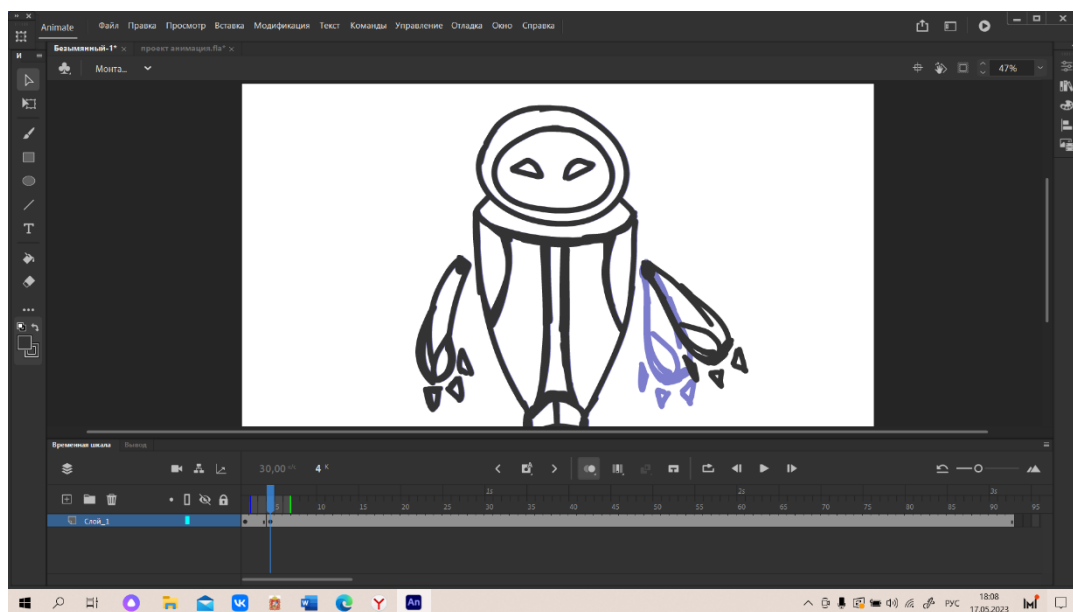 Animate Файл Правка Просмотр Вставка Модификация Текст Команды Управление Отладка Окно Справка
Безымянный-1* × проект анимация.fla* ×
И
Монта... 47%
T
Временная шкала Вывод
30,00 4 К
1s 2s 3s
5 10 15 20 25 30 35 40 45 50 55 60 65 70 75 80 85 90 95
Слой_1
An
РУС 18:08
17.05.2023